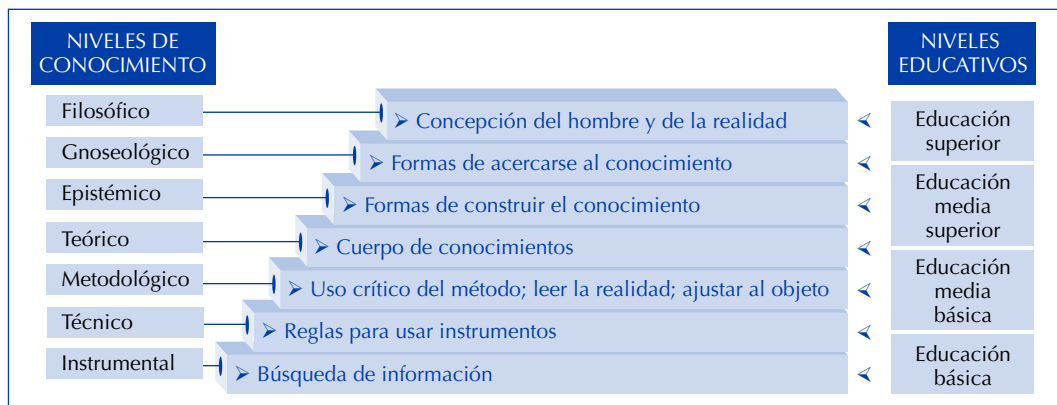 NIVELES DE
CONOCIMIENTO
NIVELES
EDUCATIVOS
Filosófico
➢ Concepción del hombre y de la realidad
Gnoseológico
➢ Formas de acercarse al conocimiento
Epistémico
➢ Formas de construir el conocimiento
Teórico
➢ Cuerpo de conocimientos
Metodológico
➢ Uso crítico del método; leer la realidad; ajustar al objeto
Técnico
➢ Reglas para usar instrumentos
Instrumental
➢ Búsqueda de información
Educación
superior
Educación
media
superior
Educación
media
básica
Educación
básica